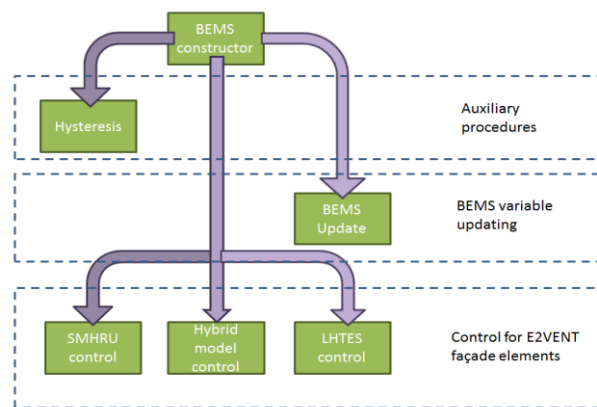 BEMS
constructor
Hysteresis
Auxiliary
procedures
BEMS
Update
BEMS variable
updating
SMHRU
control
Hybrid
model
control
LHTES
control
Control for E2VENT
façade elements